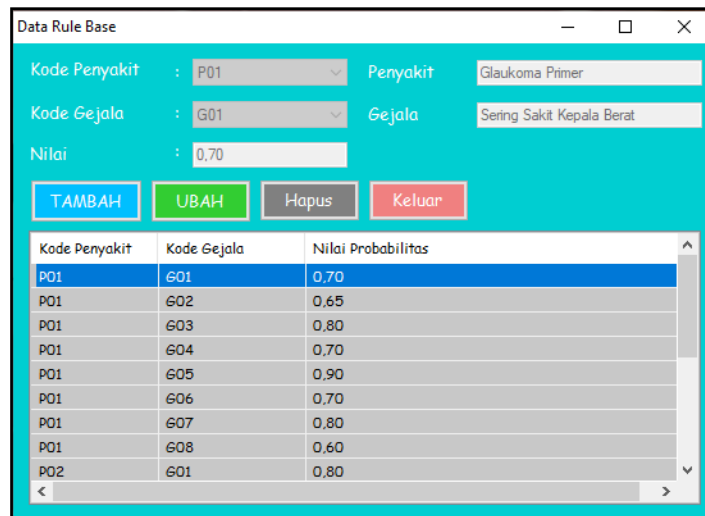 Data Rule Base
Kode Penyakit : P01 Penyakit Glaukoma Primer
Kode Gejala : G01 Gejala Sering Sakit Kepala Berat
Nilai : 0,70
TAMBAH UBAH Hapus Keluar
Kode Penyakit Kode Gejala Nilai Probabilitas
P01 G01 0,70
P01 G02 0,65
P01 G03 0,80
P01 G04 0,70
P01 G05 0,90
P01 G06 0,70
P01 G07 0,80
P01 G08 0,60
P02 G01 0,80